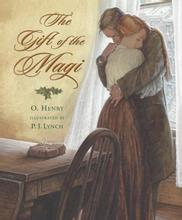 The
Gift of the
Magi
O. HENRY
ILLUSTRATED BY
P. J. LYNCH